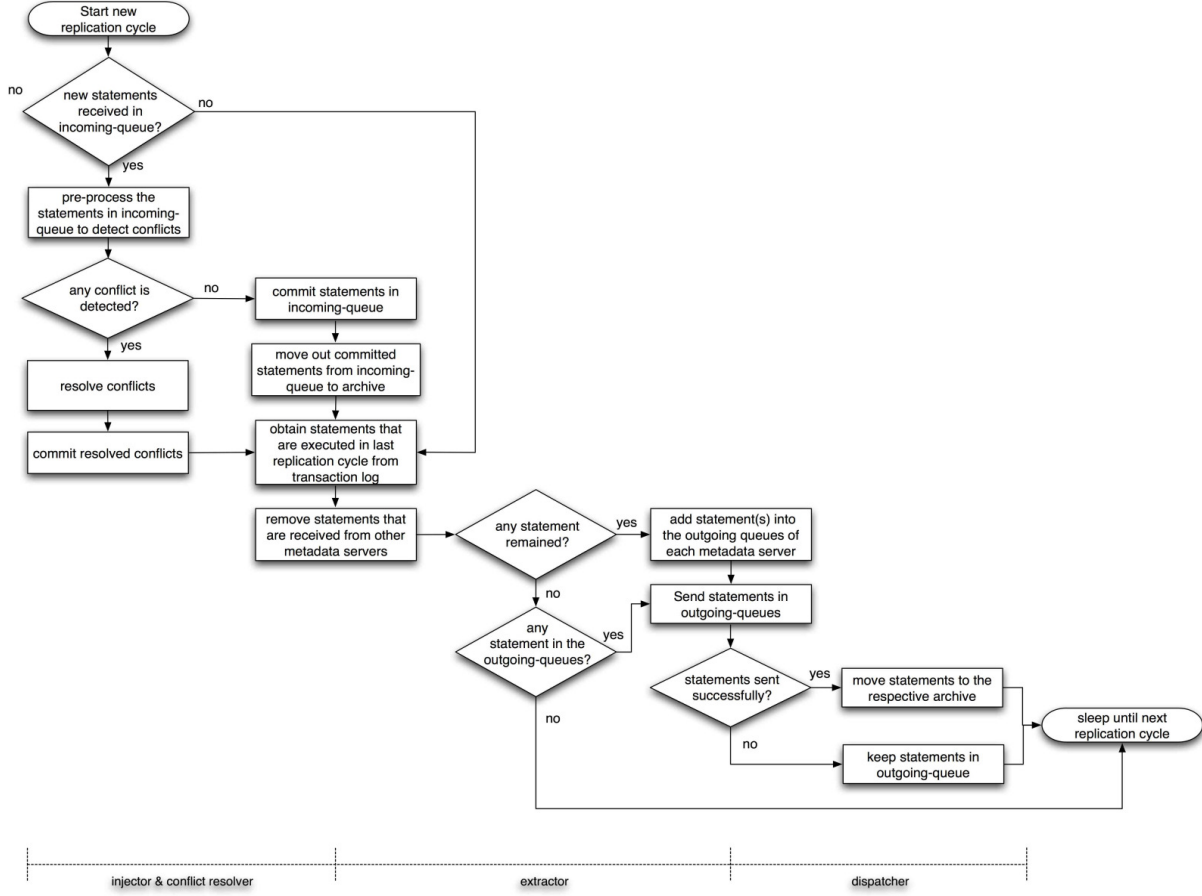 Start new
replication cycle
no
new statements
received in
incoming-queue?
no
yes
pre-process the
statements in incoming-
queue to detect conflicts
any conflict is
detected?
no
commit statements in
incoming-queue
yes
move out committed
statements from incoming-
queue to archive
resolve conflicts
commit resolved conflicts
obtain statements that
are executed in last
replication cycle from
transaction log
remove statements that
are received from other
metadata servers
any statement
remained?
yes
add statement(s) into
the outgoing queues of
each metadata server
no
Send statements in
outgoing-queues
any
statement in the
outgoing-queues?
yes
statements sent
successfully?
yes
move statements to the
respective archive
no
no
keep statements in
outgoing-queue
sleep until next
replication cycle
injector & conflict resolver
extractor
dispatcher